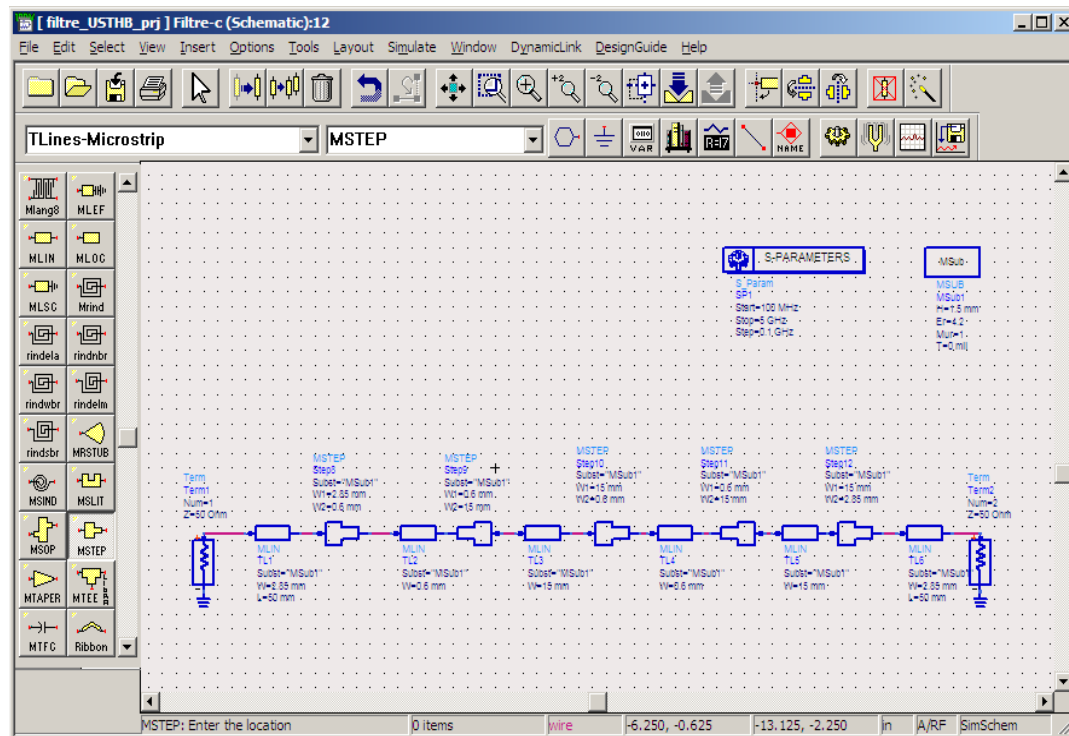 [ filtre_USTHB_prj ] Filtre-c (Schematic):12
File Edit Select View Insert Options Tools Layout Simulate Window DynamicLink DesignGuide Help
+2 -2
TLines-Microstrip MSTEP VAR NAME
Mlang8 MLEF
MLIN MLOC
MLSC Mrind
rindela rindnbr
rindwbr rindelm
rindsbr MRSTUB
MSIND MSLIT
MSOP MSTEP
MTAPER MTEE
MTFC Ribbon
S-PARAMETERS
S_Param
SP1
Start=100 MHz
Stop=5 GHz
Step=0.1 GHz
MSub
MSUB
MSub1
H=1.5 mm
Er=4.2
Mur=1
T=0 mil
Term
Term1
Num=1
Z=50 Ohm
MSTEP
Step8
Subst="MSub1"
W1=2.85 mm
W2=0.6 mm
MSTEP
Step9
Subst="MSub1"
W1=0.6 mm
W2=15 mm
MSTEP
Step10
Subst="MSub1"
W1=15 mm
W2=0.6 mm
MSTEP
Step11
Subst="MSub1"
W1=0.6 mm
W2=15 mm
MSTEP
Step12
Subst="MSub1"
W1=15 mm
W2=2.85 mm
Term
Term2
Num=2
Z=50 Ohm
MLIN
TL1
Subst="MSub1"
W=2.85 mm
L=50 mm
MLIN
TL2
Subst="MSub1"
W=0.6 mm
MLIN
TL3
Subst="MSub1"
W=15 mm
MLIN
TL4
Subst="MSub1"
W=0.6 mm
MLIN
TL5
Subst="MSub1"
W=15 mm
MLIN
TL6
Subst="MSub1"
W=2.85 mm
L=50 mm
MSTEP: Enter the location 0 items wire -6.250, -0.625 -13.125, -2.250 in A/RF SimSchem